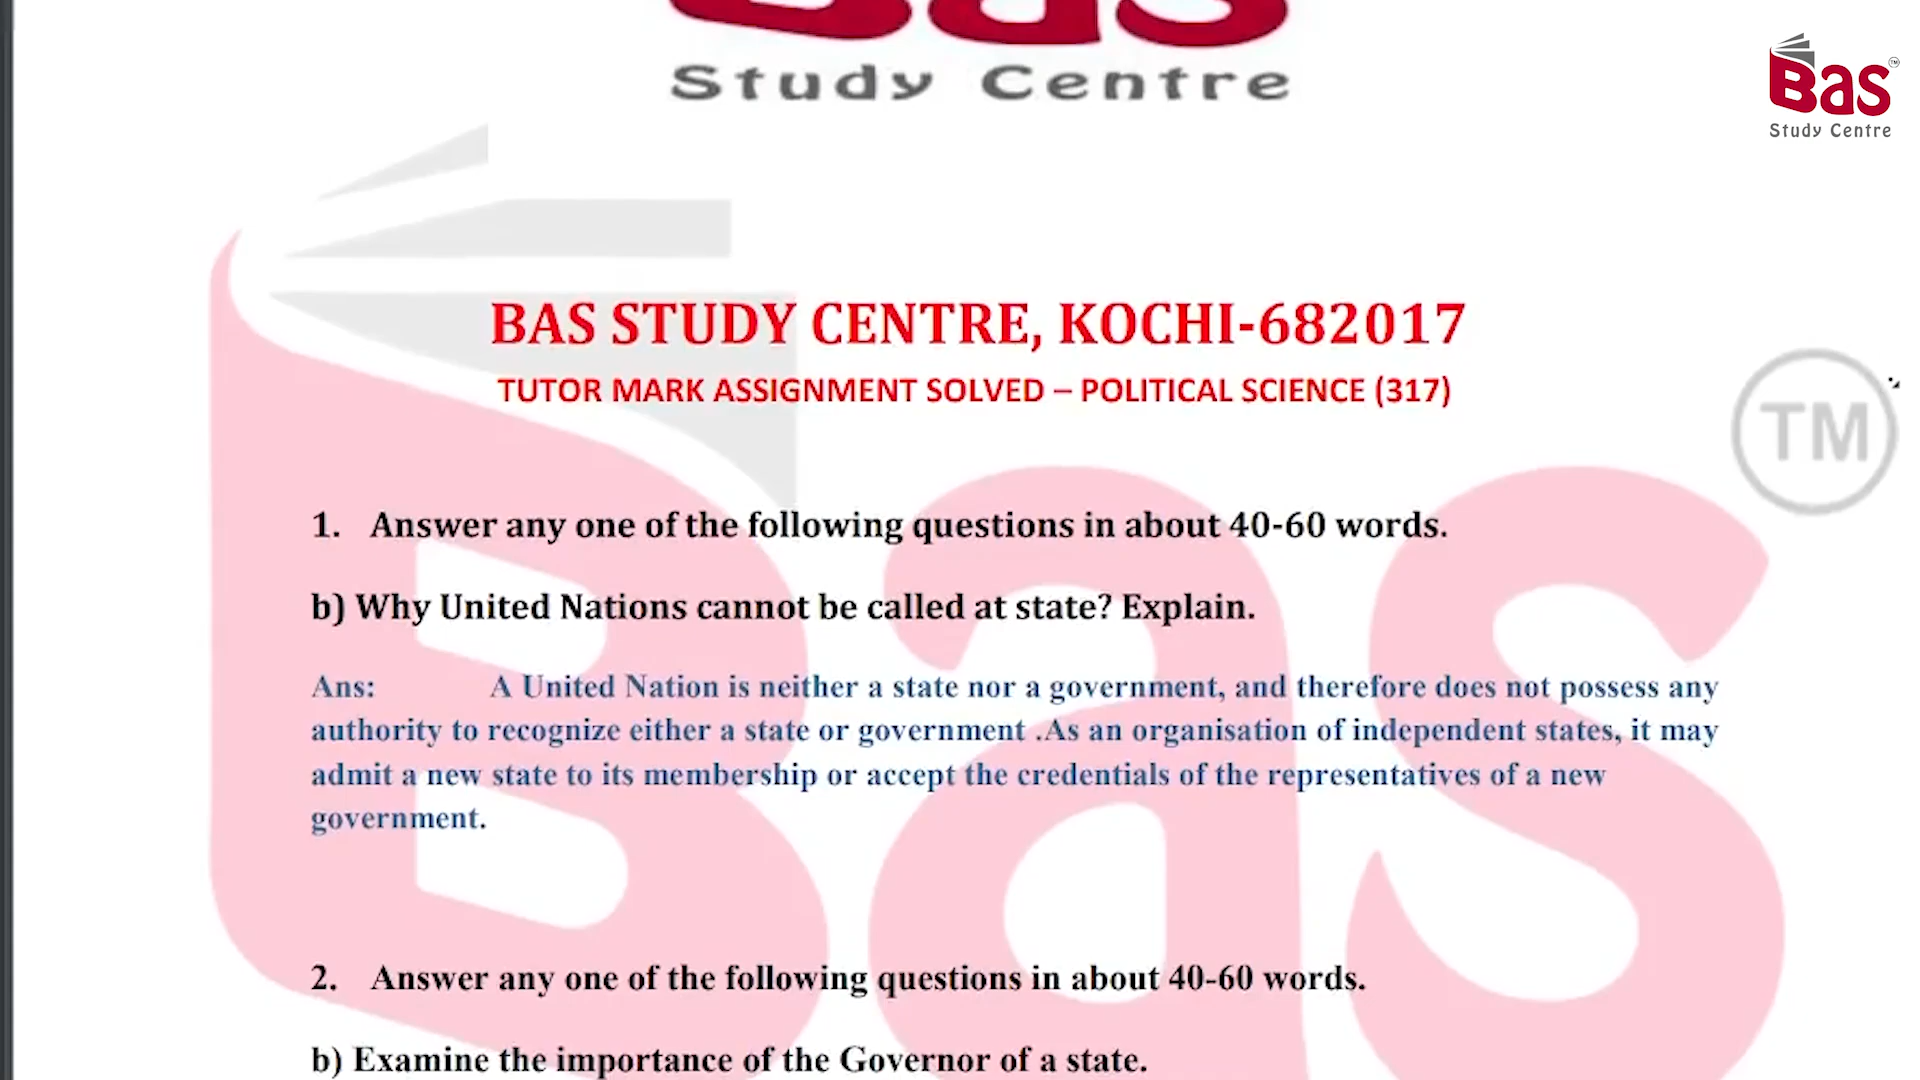 Bas
Study Centre
Bas TM
Study Centre
BAS STUDY CENTRE, KOCHI-682017
TUTOR MARK ASSIGNMENT SOLVED – POLITICAL SCIENCE (317)
TM
1. Answer any one of the following questions in about 40-60 words.
b) Why United Nations cannot be called at state? Explain.
Ans: A United Nation is neither a state nor a government, and therefore does not possess any
authority to recognize either a state or government .As an organisation of independent states, it may
admit a new state to its membership or accept the credentials of the representatives of a new
government.
Bas
2. Answer any one of the following questions in about 40-60 words.
b) Examine the importance of the Governor of a state.